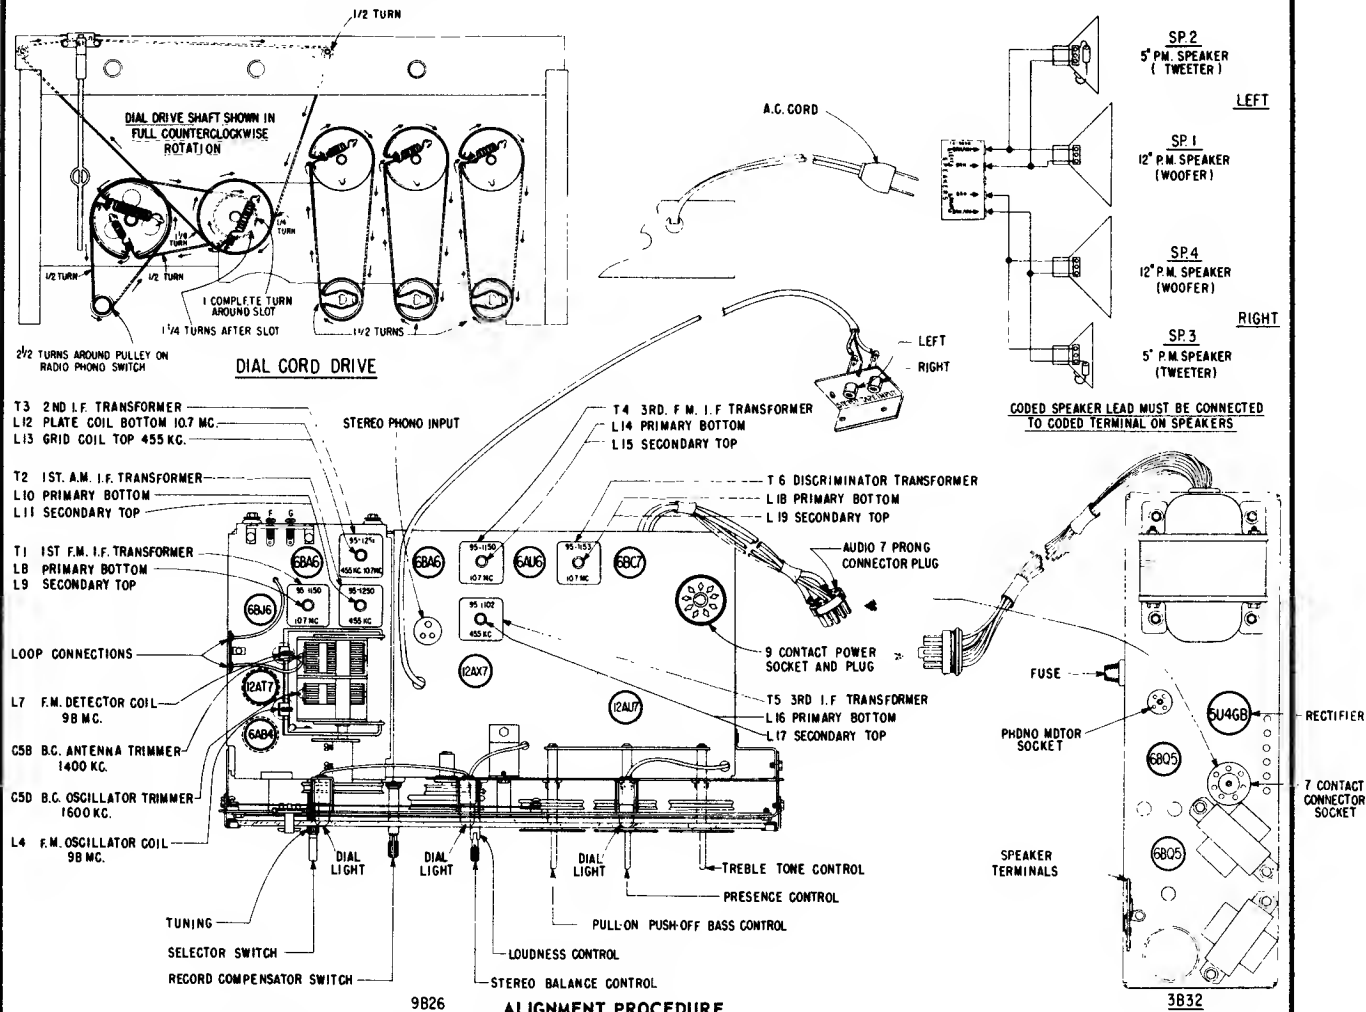 1/2 TURN
DIAL DRIVE SHAFT SHOWN IN
FULL COUNTERCLOCKWISE
ROTATION
1/4
TURN
1 1/8
TURN
1/2 TURN
1/2 TURN
1 COMPLETE TURN
AROUND SLOT
1 1/4 TURNS AFTER SLOT
1 1/2 TURNS
2 1/2 TURNS AROUND PULLEY ON
RADIO PHONO SWITCH
DIAL CORD DRIVE
A.C. CORD
SP.2
5" P.M. SPEAKER
( TWEETER )
LEFT
SP. 1
12" P.M. SPEAKER
(WOOFER)
SP.4
12" P.M. SPEAKER
(WOOFER)
RIGHT
SP.3
5" P.M. SPEAKER
(TWEETER)
CODED SPEAKER LEAD MUST BE CONNECTED
TO CODED TERMINAL ON SPEAKERS
LEFT
RIGHT
T3 2ND I.F. TRANSFORMER
L12 PLATE COIL BOTTOM 10.7 MC.
L13 GRID COIL TOP 455 KC.
T2 1ST. A.M. I.F. TRANSFORMER
L10 PRIMARY BOTTOM
L11 SECONDARY TOP
T1 1ST F.M. I.F. TRANSFORMER
L8 PRIMARY BOTTOM
L9 SECONDARY TOP
LOOP CONNECTIONS
L7 F.M. DETECTOR COIL
98 MC.
C5B B.C. ANTENNA TRIMMER
1400 KC.
C5D B.C. OSCILLATOR TRIMMER
1600 KC.
L4 F.M. OSCILLATOR COIL
98 MC.
STEREO PHONO INPUT
T4 3RD. F M. I.F TRANSFORMER
L14 PRIMARY BOTTOM
L15 SECONDARY TOP
T 6 DISCRIMINATOR TRANSFORMER
L18 PRIMARY BOTTOM
L19 SECONDARY TOP
F G
6BA6
455 KC 10.7MC
6BA6
95-1150
10.7 MC
6AU6
95-1153
10.7 MC
6BC7
6BJ6
95 1150
10.7 MC
95-1250
455 KC
95 1102
455 KC
12AT7
6AB4
12AX7
12AU7
AUDIO 7 PRONG
CONNECTOR PLUG
9 CONTACT POWER
SOCKET AND PLUG
T5 3RD I.F TRANSFORMER
L16 PRIMARY BOTTOM
L17 SECONDARY TOP
FUSE
PHONO MOTOR
SOCKET
5U4GB
RECTIFIER
6BQ5
7 CONTACT
CONNECTOR
SOCKET
6BQ5
SPEAKER
TERMINALS
DIAL
LIGHT
DIAL
LIGHT
DIAL
LIGHT
TREBLE TONE CONTROL
PRESENCE CONTROL
PULL-ON PUSH-OFF BASS CONTROL
TUNING
SELECTOR SWITCH
RECORD COMPENSATOR SWITCH
LOUDNESS CONTROL
STEREO BALANCE CONTROL
9B26
ALIGNMENT PROCEDURE
3B32